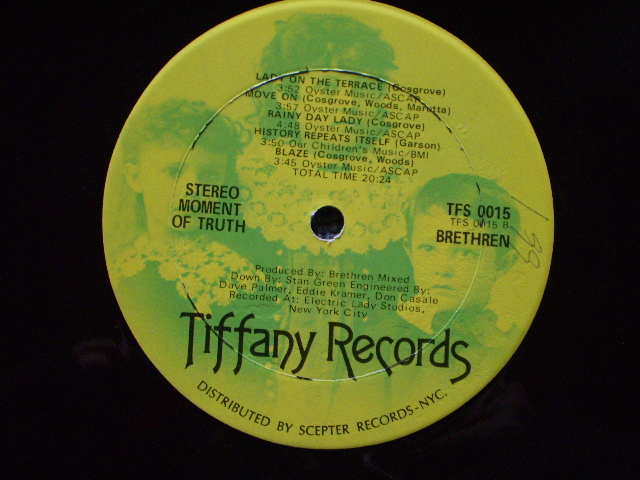 LADY ON THE TERRACE (Cosgrove)
3:52 Oyster Music/ASCAP
MOVE ON (Cosgrove, Woods, Marotta)
3:57 Oyster Music/ASCAP
RAINY DAY LADY (Cosgrove)
4:48 Oyster Music/ASCAP
HISTORY REPEATS ITSELF (Garson)
3:50 Our Children's Music/BMI
BLAZE (Cosgrove, Woods)
3:45 Oyster Music/ASCAP
TOTAL TIME 20:24
STEREO
MOMENT
OF TRUTH
TFS 0015
TFS 0015 B
BRETHREN
Produced By: Brethren Mixed
Down By: Stan Green Engineered By:
Dave Palmer, Eddie Kramer, Don Casale
Recorded At: Electric Lady Studios,
New York City
Tiffany Records
DISTRIBUTED BY SCEPTER RECORDS-NYC.